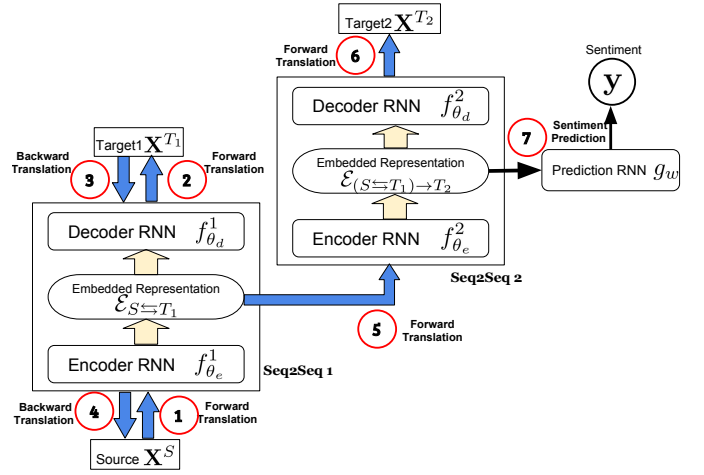 Target2 X^{T_2}
Forward
Translation
6
Sentiment
y
Decoder RNN f^2_{θ_d}
7
Sentiment
Prediction
Embedded Representation
ℰ_{(S⇆T_1)→T_2}
Prediction RNN g_w
Encoder RNN f^2_{θ_e}
Seq2Seq 2
Target1 X^{T_1}
Backward
Translation
3
2
Forward
Translation
Decoder RNN f^1_{θ_d}
Embedded Representation
ℰ_{S⇆T_1}
5
Forward
Translation
Encoder RNN f^1_{θ_e}
Seq2Seq 1
Backward
Translation
4
1
Forward
Translation
Source X^S